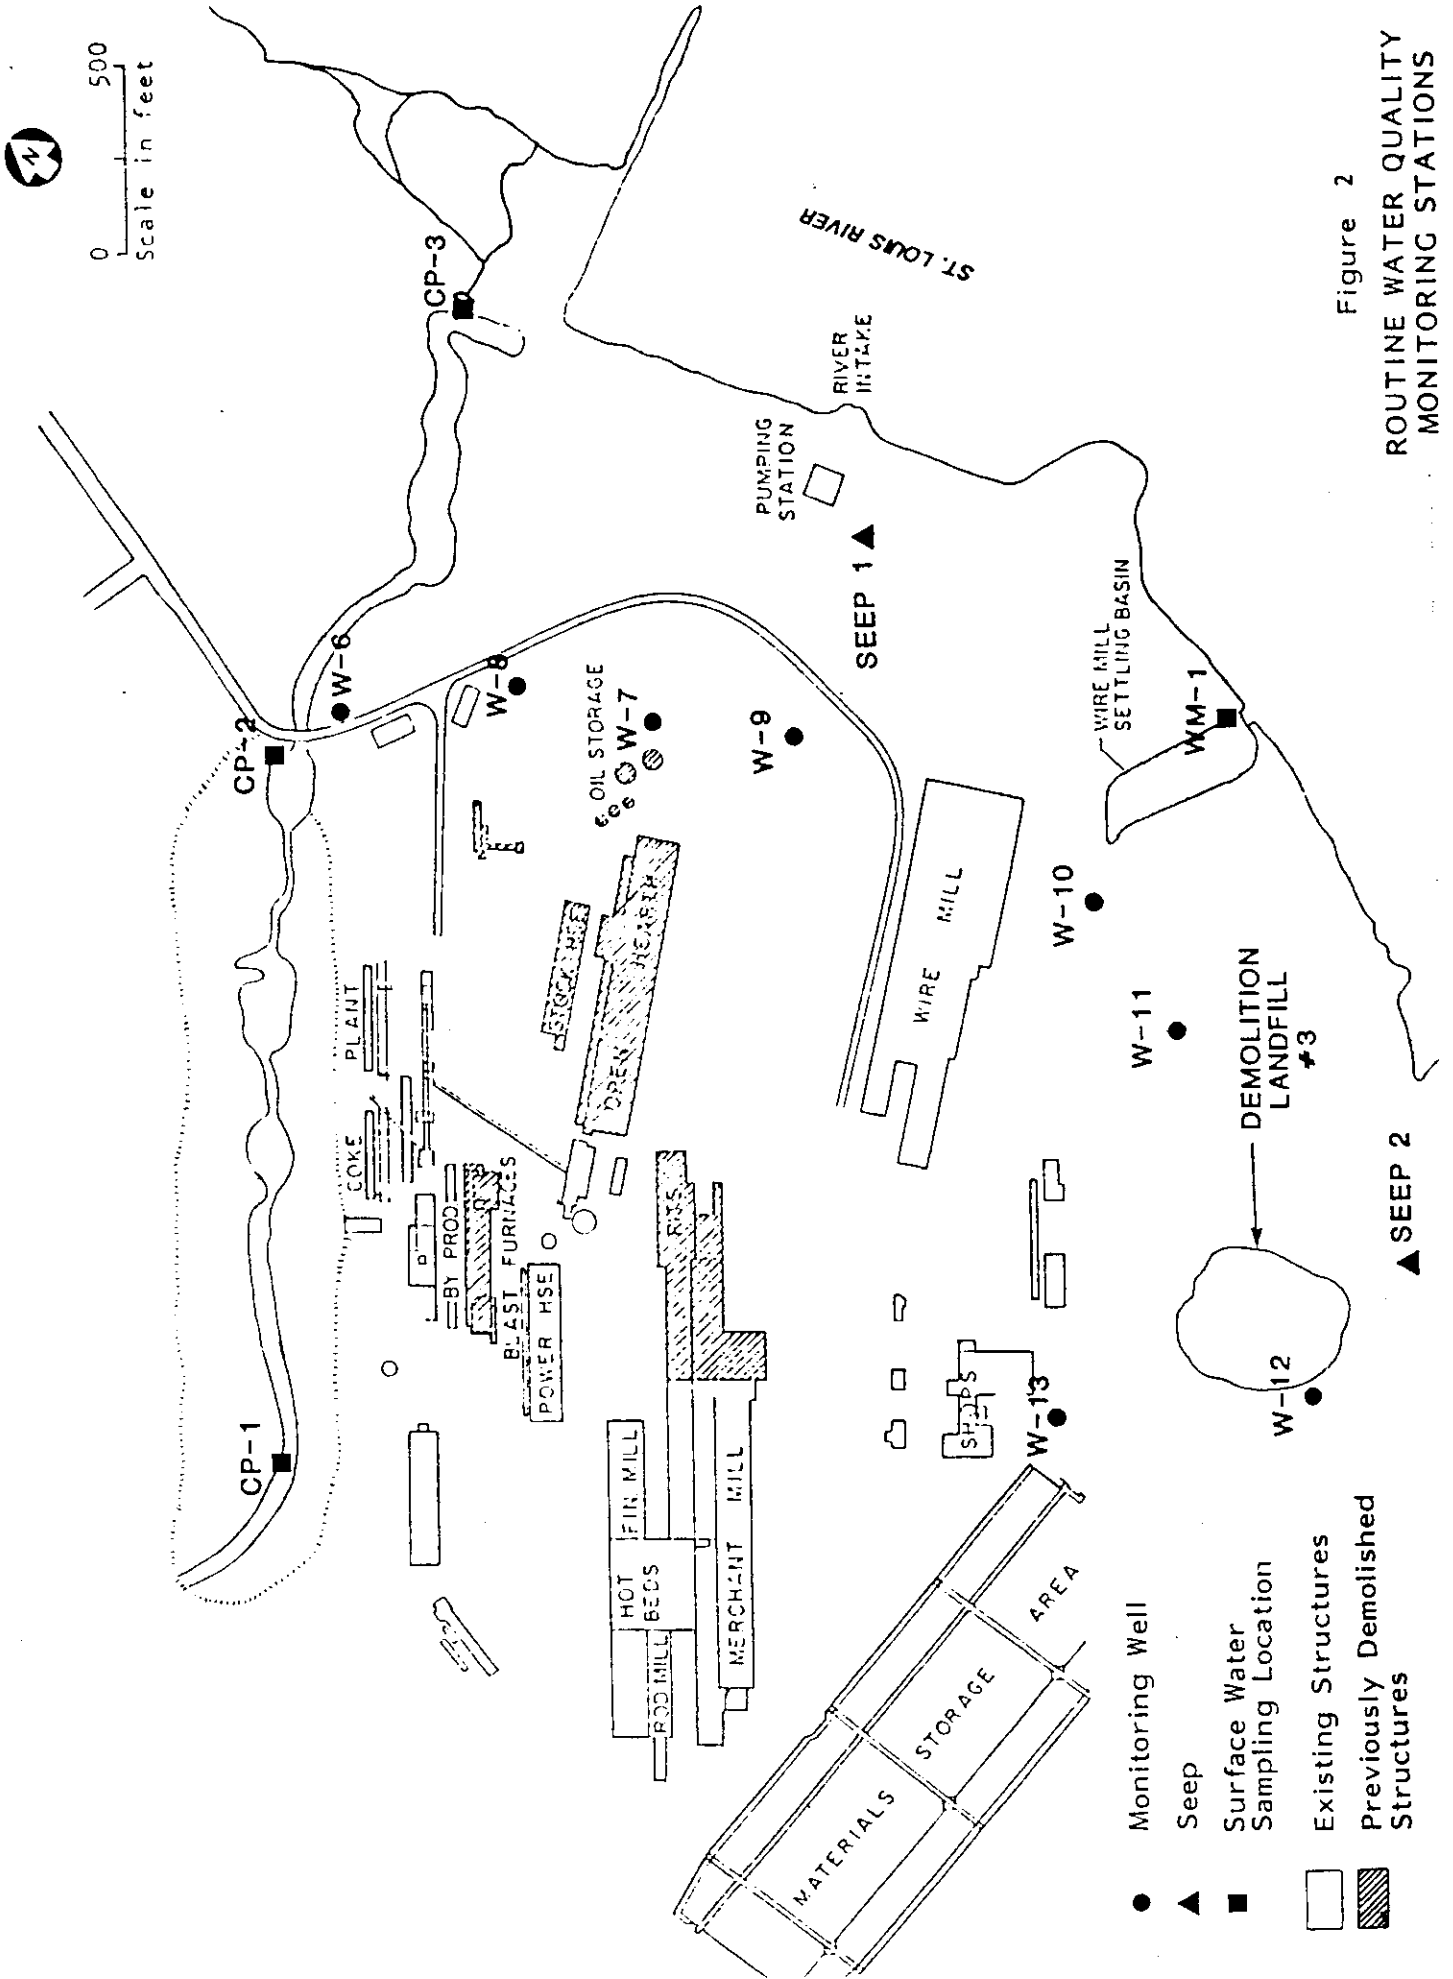 N
0 500
Scale in feet
CP-3
ST. LOUIS RIVER
RIVER
INTAKE
PUMPING
STATION
SEEP 1
W-6
CP-2
W-8
OIL STORAGE
W-7
W-9
WIRE MILL
SETTLING BASIN
WM-1
PLANT
COKE
STOCK HSE
OPEN HEARTH
WIRE MILL
W-10
W-11
DEMOLITION
LANDFILL
#3
SEEP 2
BY PROD
BLAST FURNACES
POWER HSE
PITS
CP-1
FIN MILL
HOT
BEDS
ROD MILL
MERCHANT MILL
SHOPS
W-13
W-12
MATERIALS STORAGE AREA
Monitoring Well
Seep
Surface Water
Sampling Location
Existing Structures
Previously Demolished
Structures
Figure 2
ROUTINE WATER QUALITY
MONITORING STATIONS